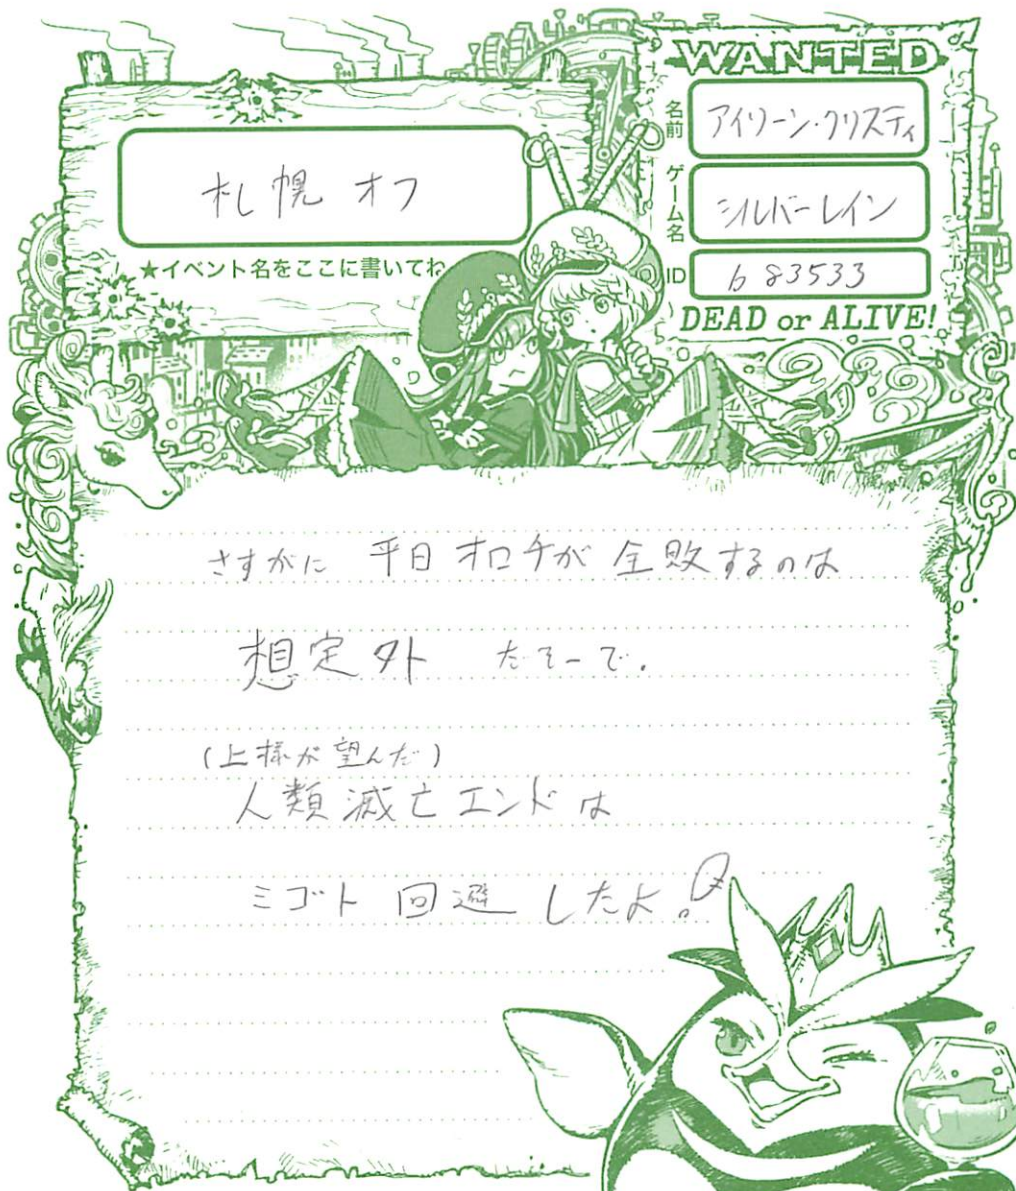 WANTED
名前
アイリーン・クリスティ
札幌オフ
ゲーム名
シルバーレイン
★イベント名をここに書いてね
ID
b83533
DEAD or ALIVE!
さすがに 平日オロチが全敗するのは
想定外 だそーで.
(上様が望んだ)
人類滅亡エンドは
ミゴト回避したよ!